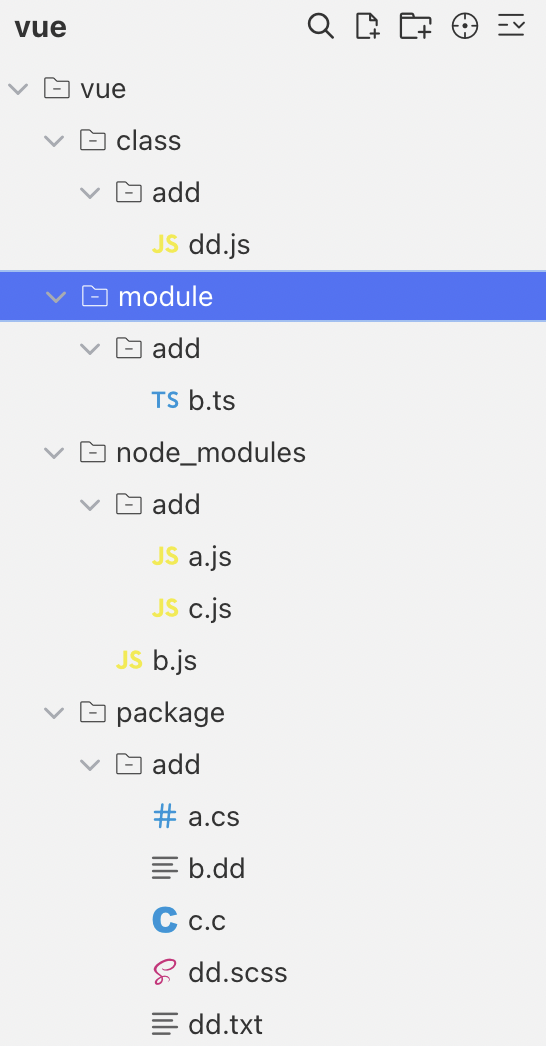 vue
vue
class
add
JS dd.js
module
add
TS b.ts
node_modules
add
JS a.js
JS c.js
JS b.js
package
add
# a.cs
b.dd
C c.c
dd.scss
dd.txt